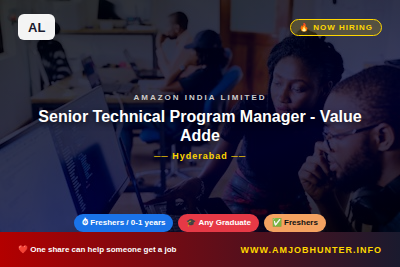 AL
🔥 NOW HIRING
AMAZON INDIA LIMITED
Senior Technical Program Manager - Value
Adde
— Hyderabad —
⏱ Freshers / 0-1 years
🎓 Any Graduate
✅ Freshers
❤️ One share can help someone get a job
WWW.AMJOBHUNTER.INFO